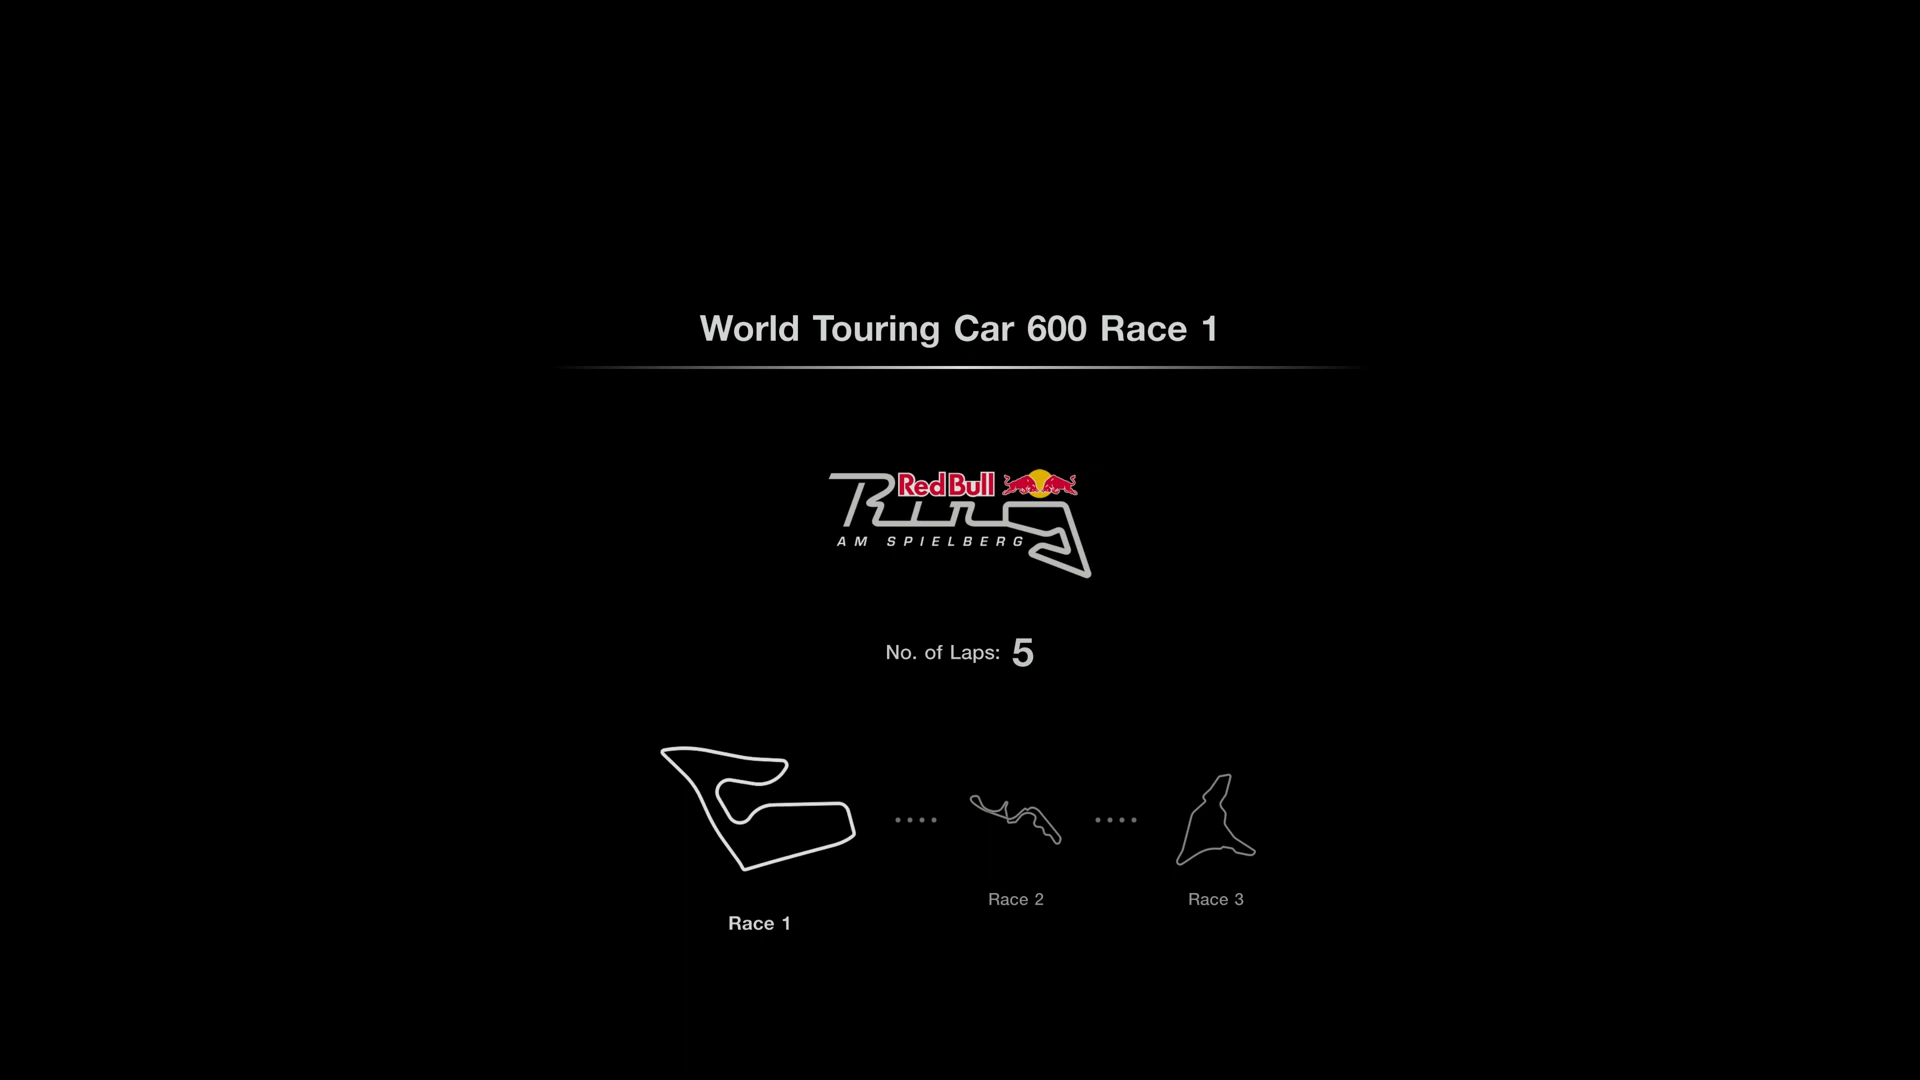 World Touring Car 600 Race 1
Red Bull
Ring
AM SPIELBERG
No. of Laps: 5
Race 1
Race 2
Race 3